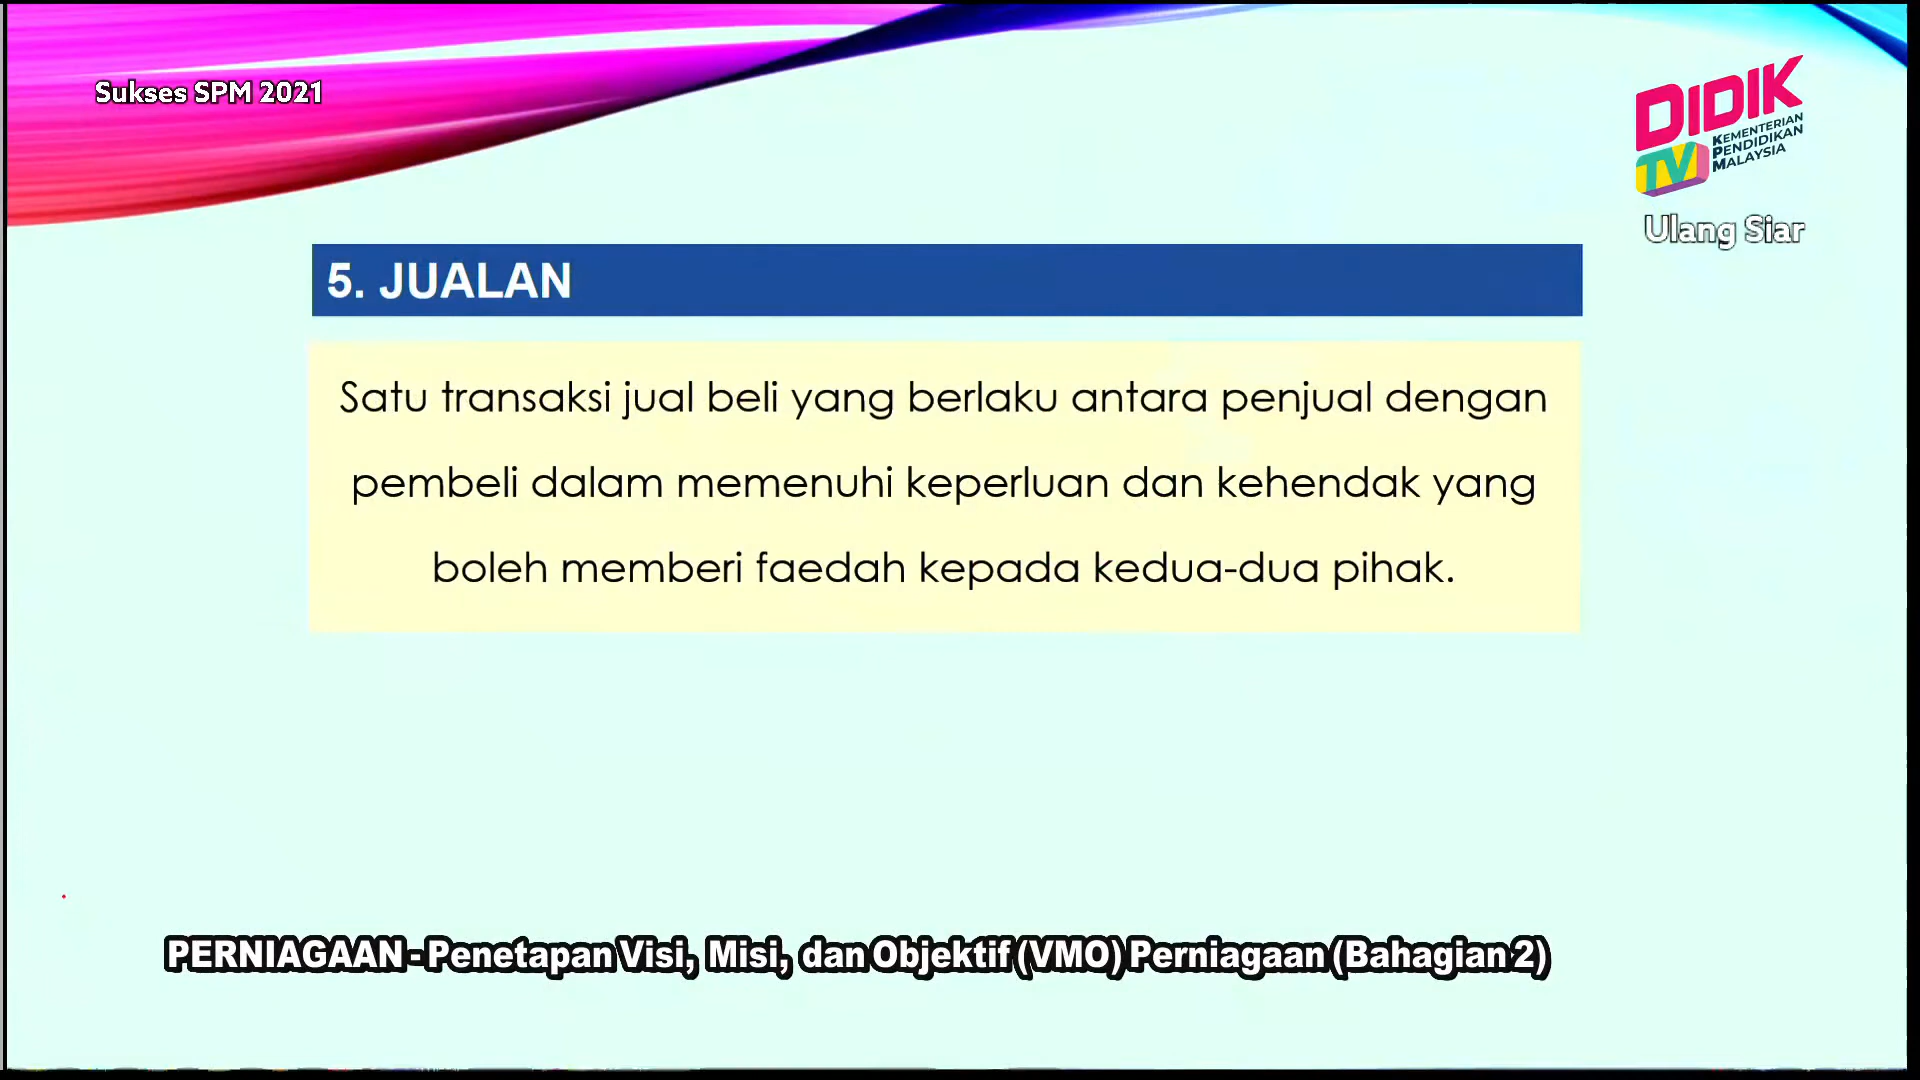 Sukses SPM 2021
DIDIK
TV
KEMENTERIAN
PENDIDIKAN
MALAYSIA
Ulang Siar
5. JUALAN
Satu transaksi jual beli yang berlaku antara penjual dengan
pembeli dalam memenuhi keperluan dan kehendak yang
boleh memberi faedah kepada kedua-dua pihak.
PERNIAGAAN - Penetapan Visi, Misi, dan Objektif (VMO) Perniagaan (Bahagian 2)